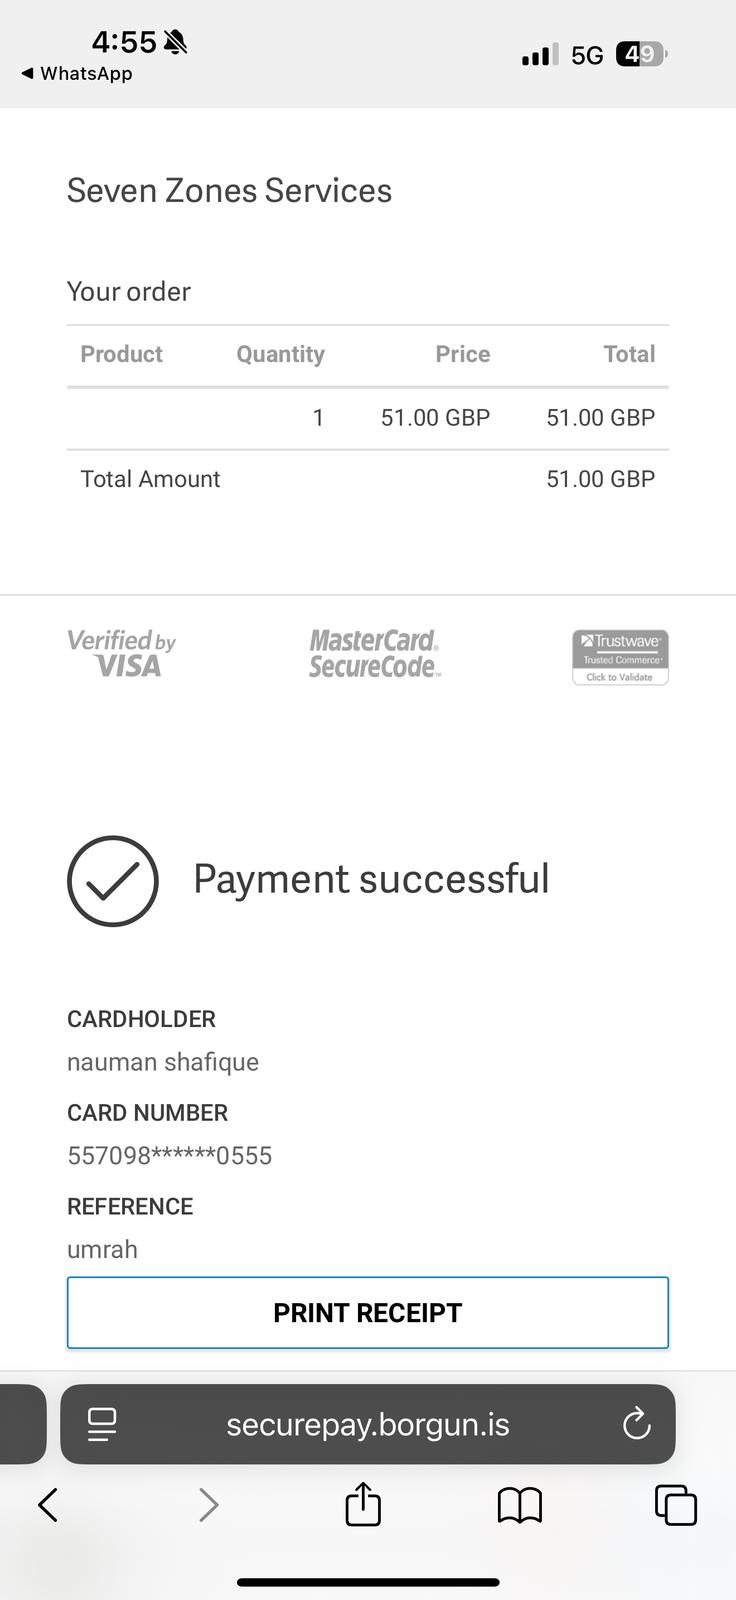 4:55
5G 49
◀ WhatsApp
Seven Zones Services
Your order
Product Quantity Price Total
1 51.00 GBP 51.00 GBP
Total Amount 51.00 GBP
Verified by
VISA
MasterCard.
SecureCode™
Trustwave
Trusted Commerce
Click to Validate
Payment successful
CARDHOLDER
nauman shafique
CARD NUMBER
557098******0555
REFERENCE
umrah
PRINT RECEIPT
securepay.borgun.is